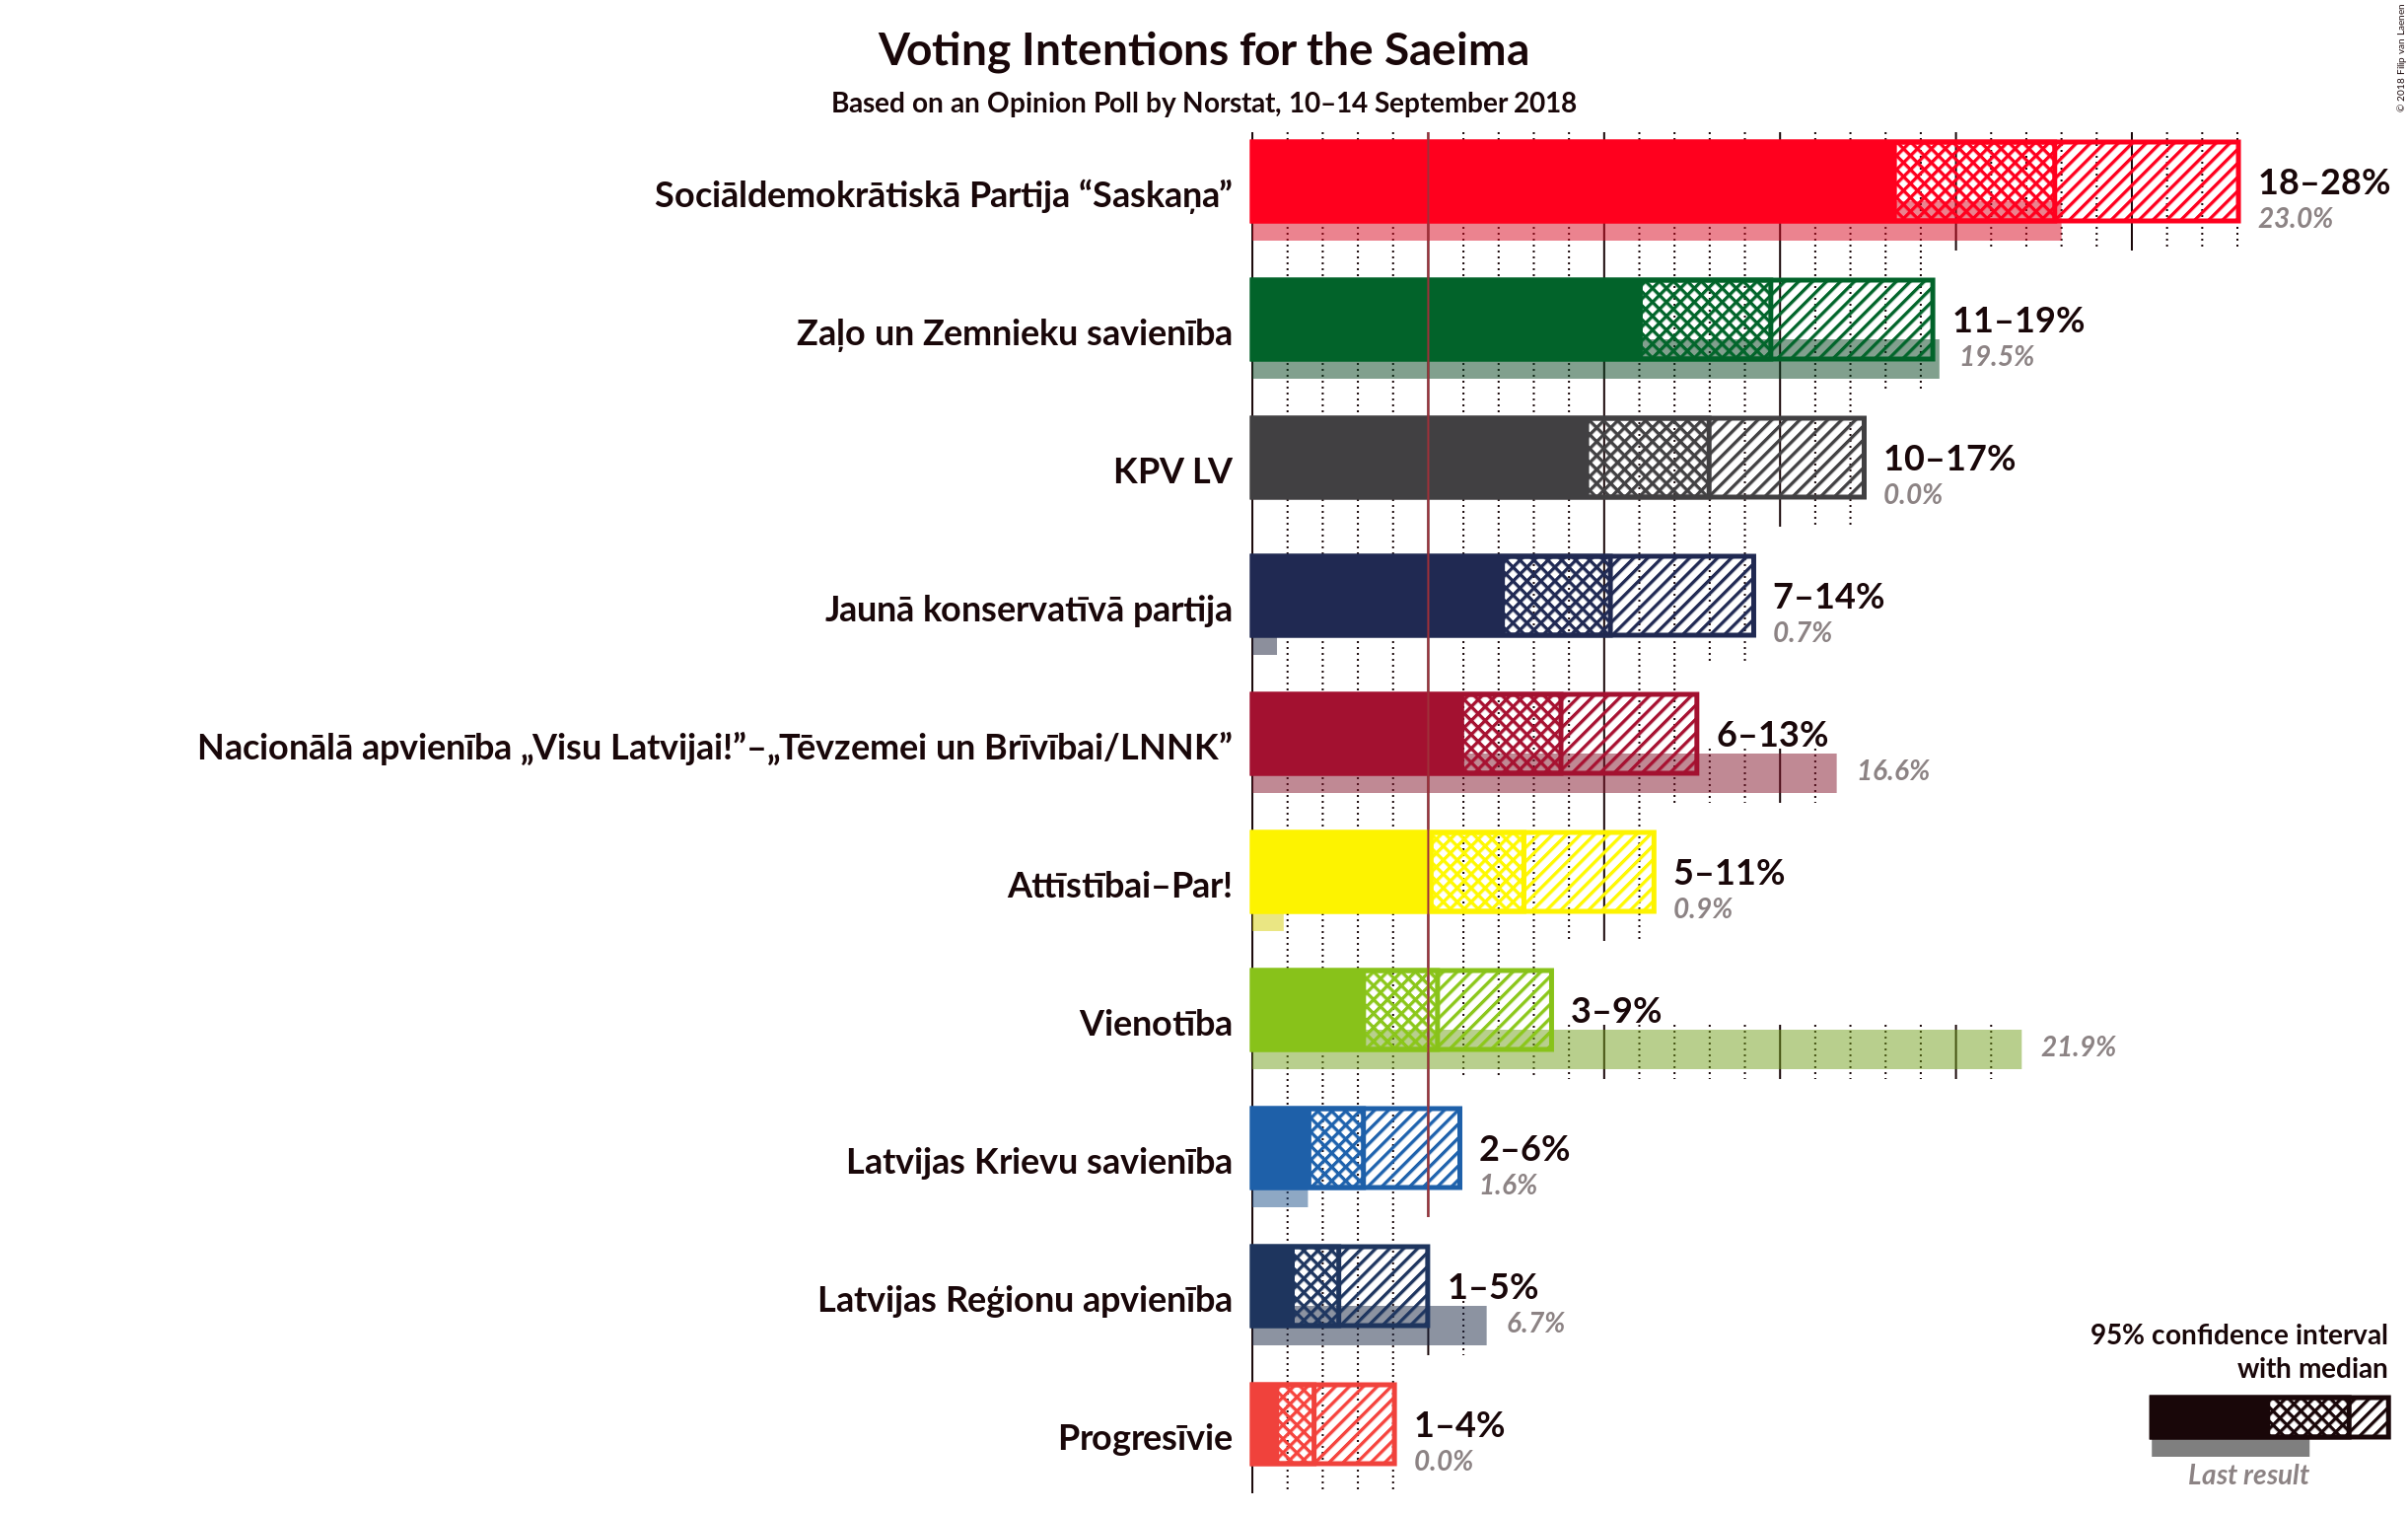 Voting Intentions for the Saeima
Based on an Opinion Poll by Norstat, 10–14 September 2018
© 2018 Filip van Laenen
Sociāldemokrātiskā Partija “Saskaņa”
18–28%
23.0%
Zaļo un Zemnieku savienība
11–19%
19.5%
KPV LV
10–17%
0.0%
Jaunā konservatīvā partija
7–14%
0.7%
Nacionālā apvienība „Visu Latvijai!”–„Tēvzemei un Brīvībai/LNNK”
6–13%
16.6%
Attīstībai–Par!
5–11%
0.9%
Vienotība
3–9%
21.9%
Latvijas Krievu savienība
2–6%
1.6%
Latvijas Reģionu apvienība
1–5%
6.7%
Progresīvie
1–4%
0.0%
95% confidence interval
with median
Last result